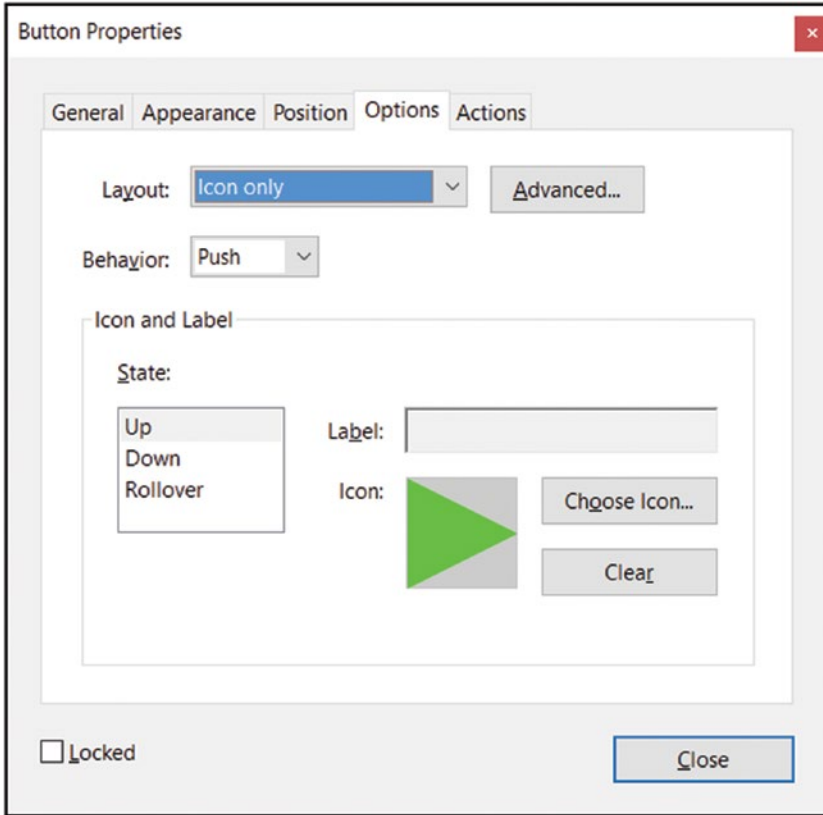 Button Properties
General Appearance Position Options Actions
Layout: Icon only Advanced...
Behavior: Push
Icon and Label
State:
Up
Down
Rollover
Label:
Icon: Choose Icon...
Clear
Locked
Close